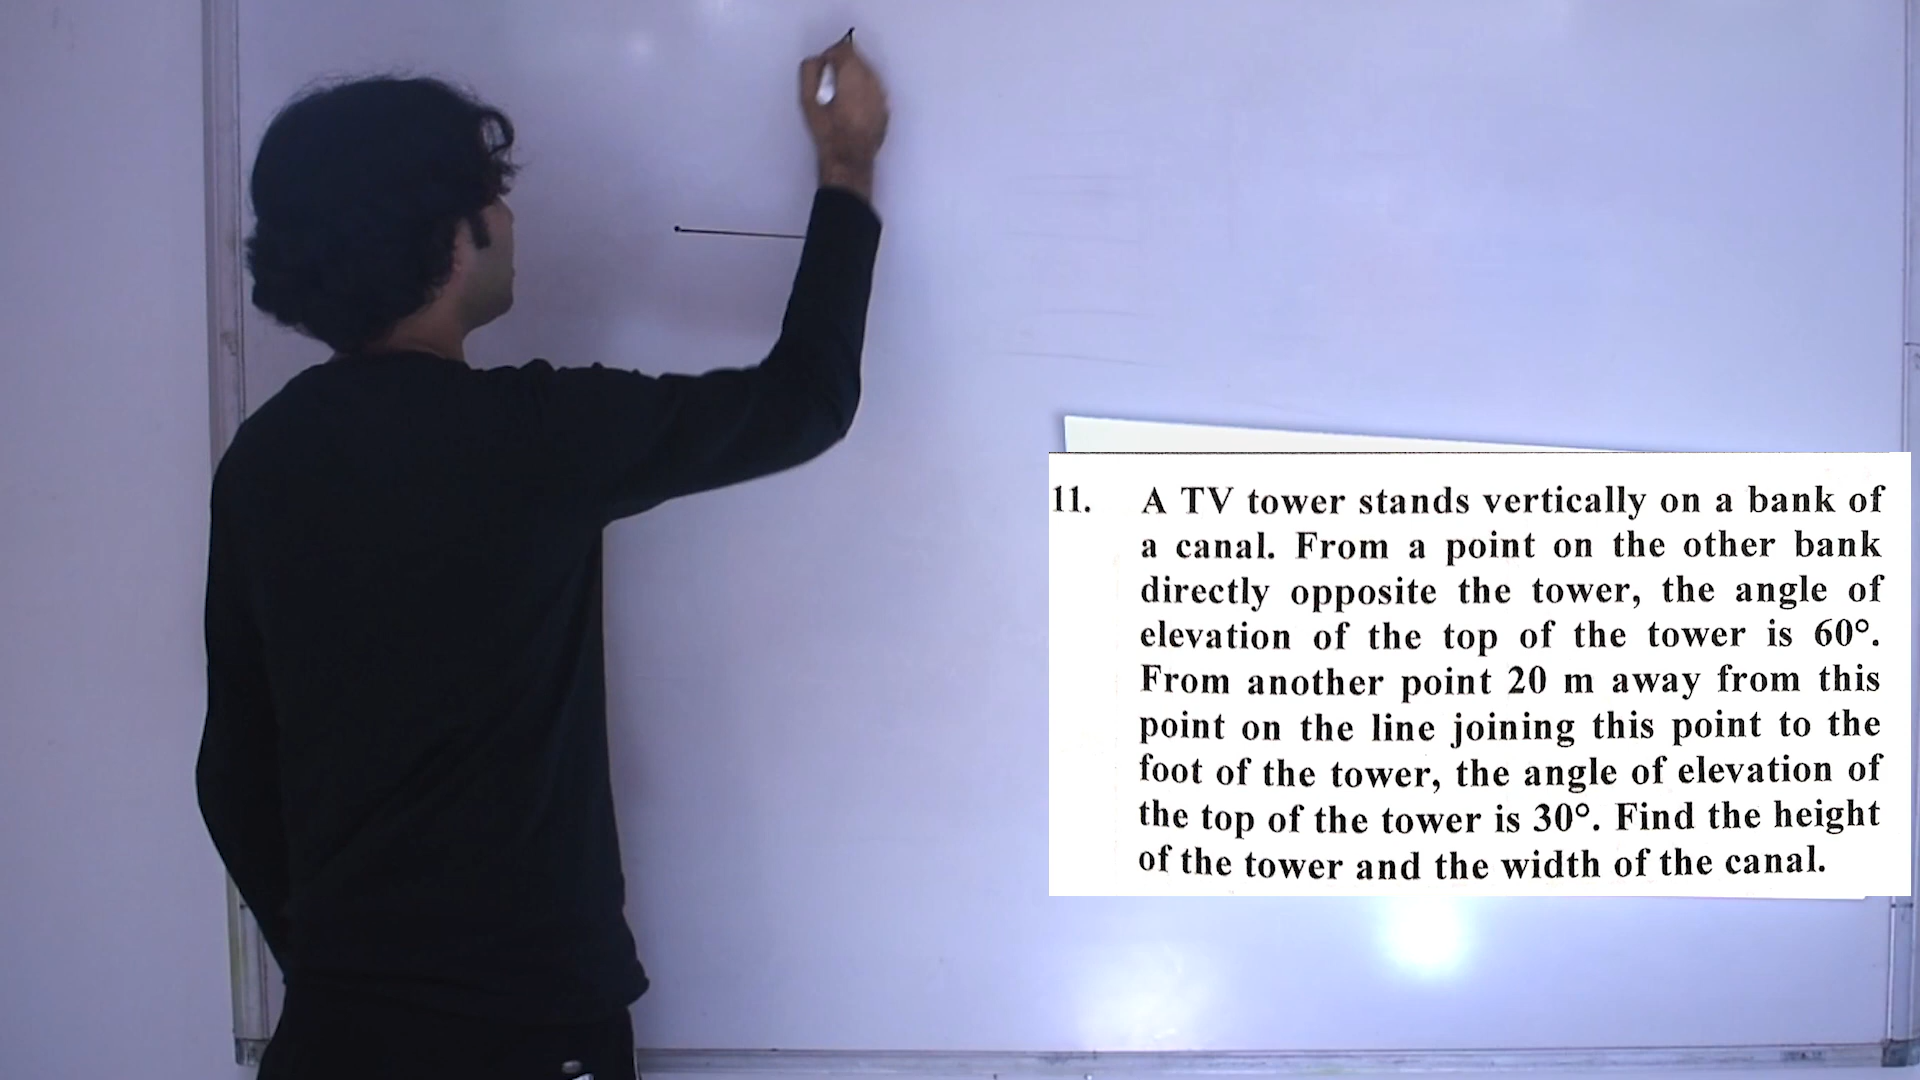 11. A TV tower stands vertically on a bank of
a canal. From a point on the other bank
directly opposite the tower, the angle of
elevation of the top of the tower is 60°.
From another point 20 m away from this
point on the line joining this point to the
foot of the tower, the angle of elevation of
the top of the tower is 30°. Find the height
of the tower and the width of the canal.